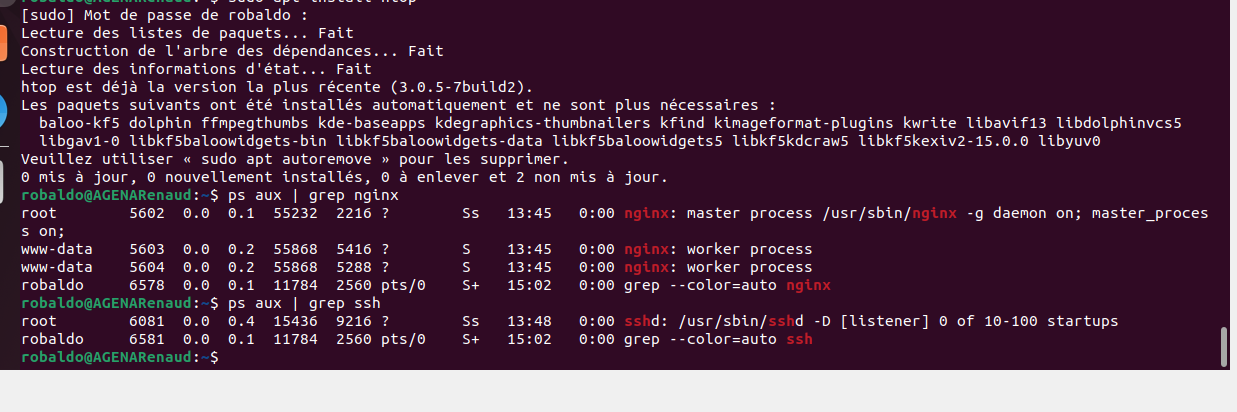 [sudo] Mot de passe de robaldo :
Lecture des listes de paquets... Fait
Construction de l'arbre des dépendances... Fait
Lecture des informations d'état... Fait
htop est déjà la version la plus récente (3.0.5-7build2).
Les paquets suivants ont été installés automatiquement et ne sont plus nécessaires :
  baloo-kf5 dolphin ffmpegthumbs kde-baseapps kdegraphics-thumbnailers kfind kimageformat-plugins kwrite libavif13 libdolphinvcs5
  libgav1-0 libkf5baloowidgets-bin libkf5baloowidgets-data libkf5baloowidgets5 libkf5kdcraw5 libkf5kexiv2-15.0.0 libyuv0
Veuillez utiliser « sudo apt autoremove » pour les supprimer.
0 mis à jour, 0 nouvellement installés, 0 à enlever et 2 non mis à jour.
robaldo@AGENARenaud:~$ ps aux | grep nginx
root        5602  0.0  0.1  55232  2216 ?        Ss   13:45   0:00 nginx: master process /usr/sbin/nginx -g daemon on; master_proces
s on;
www-data    5603  0.0  0.2  55868  5416 ?        S    13:45   0:00 nginx: worker process
www-data    5604  0.0  0.2  55868  5288 ?        S    13:45   0:00 nginx: worker process
robaldo     6578  0.0  0.1  11784  2560 pts/0    S+   15:02   0:00 grep --color=auto nginx
robaldo@AGENARenaud:~$ ps aux | grep ssh
root        6081  0.0  0.4  15436  9216 ?        Ss   13:48   0:00 sshd: /usr/sbin/sshd -D [listener] 0 of 10-100 startups
robaldo     6581  0.0  0.1  11784  2560 pts/0    S+   15:02   0:00 grep --color=auto ssh
robaldo@AGENARenaud:~$